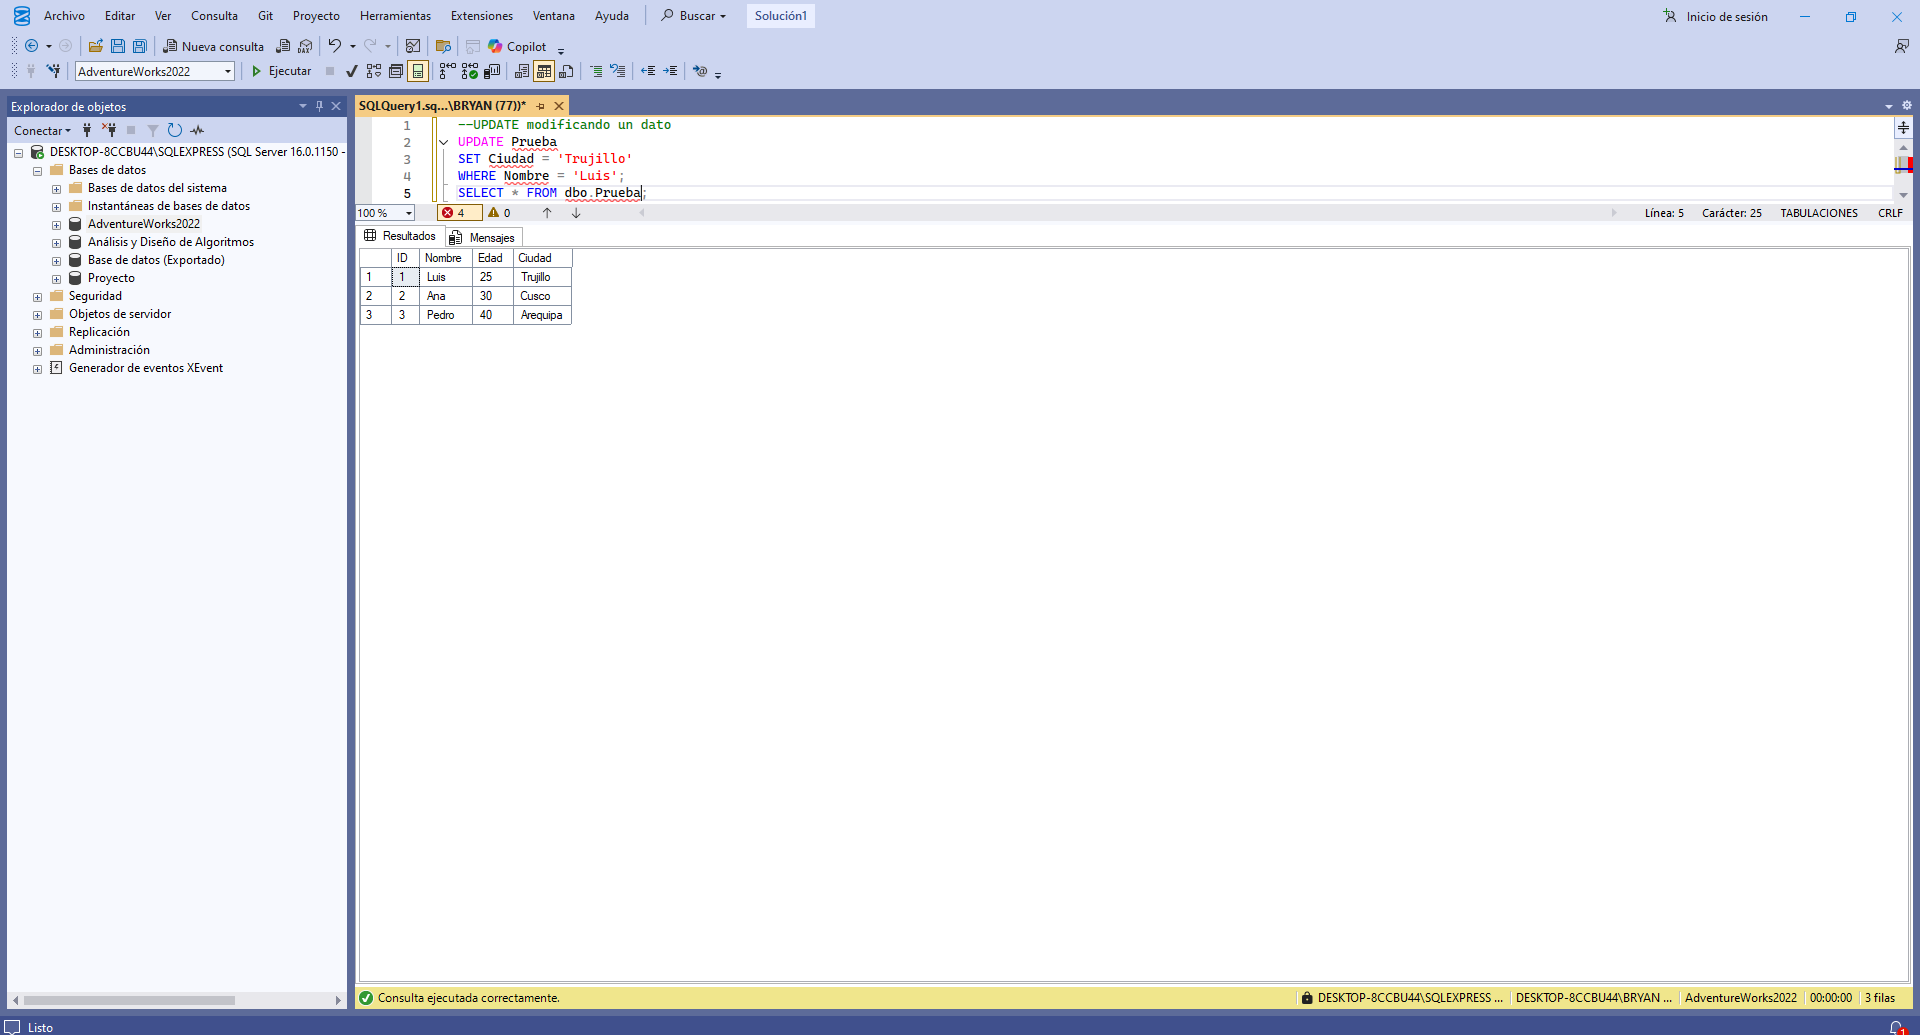 Archivo Editar Ver Consulta Git Proyecto Herramientas Extensiones Ventana Ayuda Buscar Solución1 Inicio de sesión
Nueva consulta DAX Copilot
AdventureWorks2022 Ejecutar
Explorador de objetos
Conectar
DESKTOP-8CCBU44\SQLEXPRESS (SQL Server 16.0.1150 -
Bases de datos
Bases de datos del sistema
Instantáneas de bases de datos
AdventureWorks2022
Análisis y Diseño de Algoritmos
Base de datos (Exportado)
Proyecto
Seguridad
Objetos de servidor
Replicación
Administración
Generador de eventos XEvent
SQLQuery1.sq...\BRYAN (77))*
1 --UPDATE modificando un dato
2 UPDATE Prueba
3 SET Ciudad = 'Trujillo'
4 WHERE Nombre = 'Luis';
5 SELECT * FROM dbo.Prueba;
100 % 4 0 Línea: 5 Carácter: 25 TABULACIONES CRLF
Resultados Mensajes
ID Nombre Edad Ciudad
1 1 Luis 25 Trujillo
2 2 Ana 30 Cusco
3 3 Pedro 40 Arequipa
Consulta ejecutada correctamente. DESKTOP-8CCBU44\SQLEXPRESS ... DESKTOP-8CCBU44\BRYAN ... AdventureWorks2022 00:00:00 3 filas
Listo 1